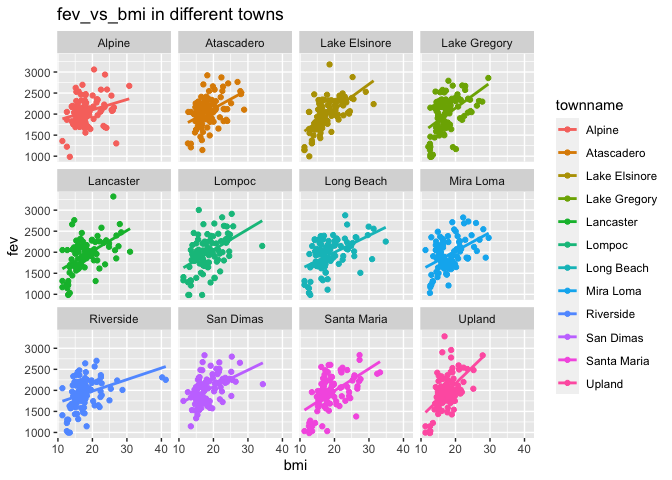 fev_vs_bmi in different towns
Alpine Atascadero Lake Elsinore Lake Gregory
3000
2500
2000
1500
1000
Lancaster Lompoc Long Beach Mira Loma
3000
2500
2000
1500
1000
Riverside San Dimas Santa Maria Upland
3000
2500
2000
1500
1000
10 20 30 40 10 20 30 40 10 20 30 40 10 20 30 40
bmi
fev
townname
Alpine
Atascadero
Lake Elsinore
Lake Gregory
Lancaster
Lompoc
Long Beach
Mira Loma
Riverside
San Dimas
Santa Maria
Upland